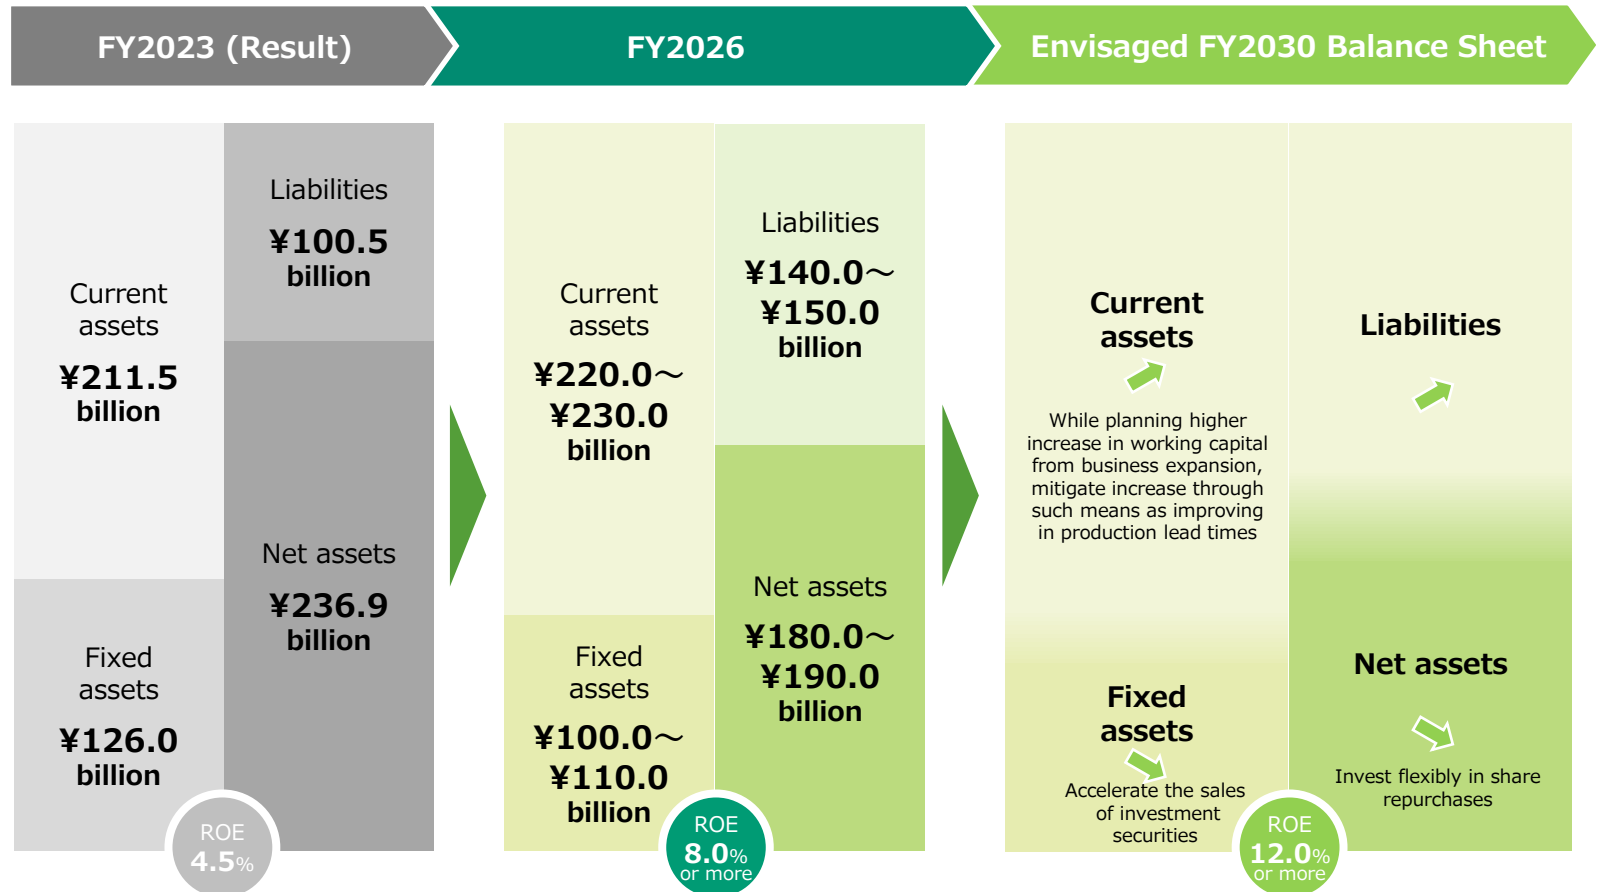 FY2023 (Result)
FY2026
Envisaged FY2030 Balance Sheet
Current
assets
¥211.5
billion
Fixed
assets
¥126.0
billion
Liabilities
¥100.5
billion
Net assets
¥236.9
billion
ROE
4.5%
Current
assets
¥220.0～
¥230.0
billion
Fixed
assets
¥100.0～
¥110.0
billion
Liabilities
¥140.0～
¥150.0
billion
Net assets
¥180.0～
¥190.0
billion
ROE
8.0%
or more
Current
assets
While planning higher
increase in working capital
from business expansion,
mitigate increase through
such means as improving
in production lead times
Fixed
assets
Accelerate the sales
of investment
securities
Liabilities
Net assets
Invest flexibly in share
repurchases
ROE
12.0%
or more